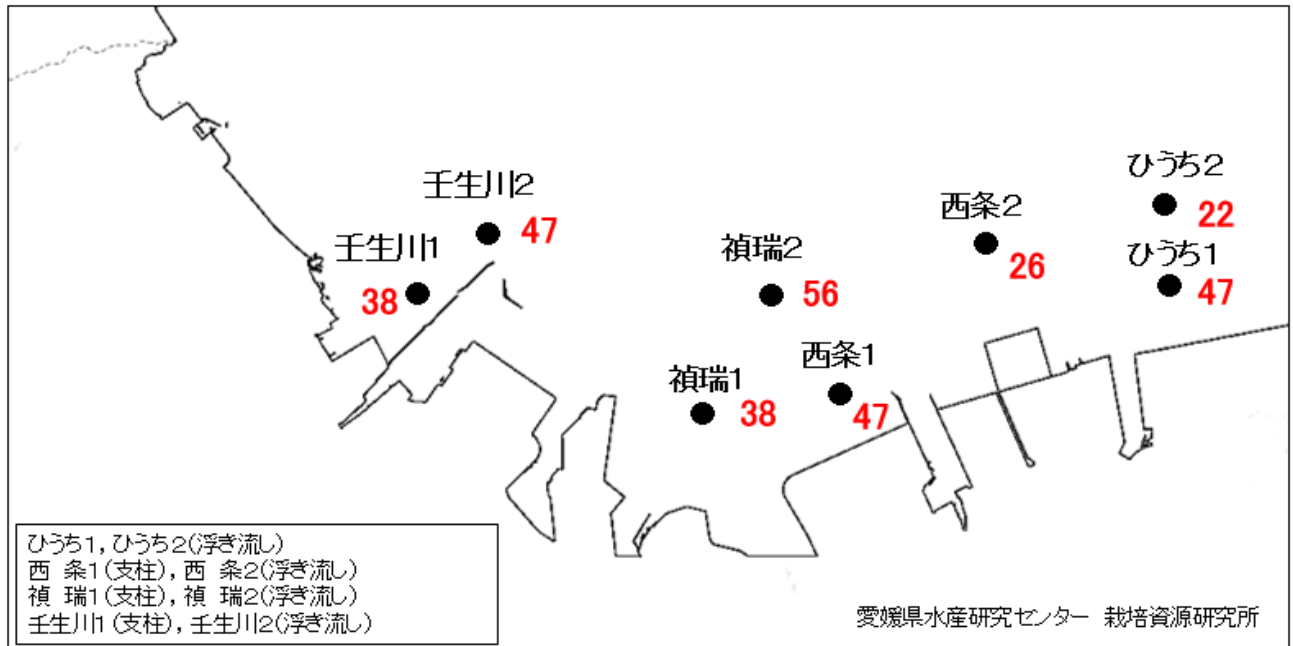 ひうち2
22
壬生川2
47
西条2
26
壬生川1
38
禎瑞2
56
ひうち1
47
西条1
47
禎瑞1
38
ひうち1,ひうち2(浮き流し)
西 条1(支柱),西 条2(浮き流し)
禎 瑞1(支柱),禎 瑞2(浮き流し)
壬生川1(支柱),壬生川2(浮き流し)
愛媛県水産研究センター 栽培資源研究所